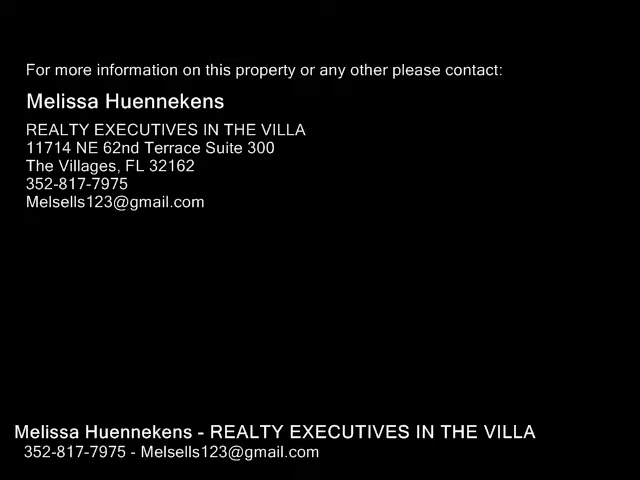 For more information on this property or any other please contact:
Melissa Huennekens
REALTY EXECUTIVES IN THE VILLA
11714 NE 62nd Terrace Suite 300
The Villages, FL 32162
352-817-7975
Melsells123@gmail.com
Melissa Huennekens - REALTY EXECUTIVES IN THE VILLA
352-817-7975 - Melsells123@gmail.com